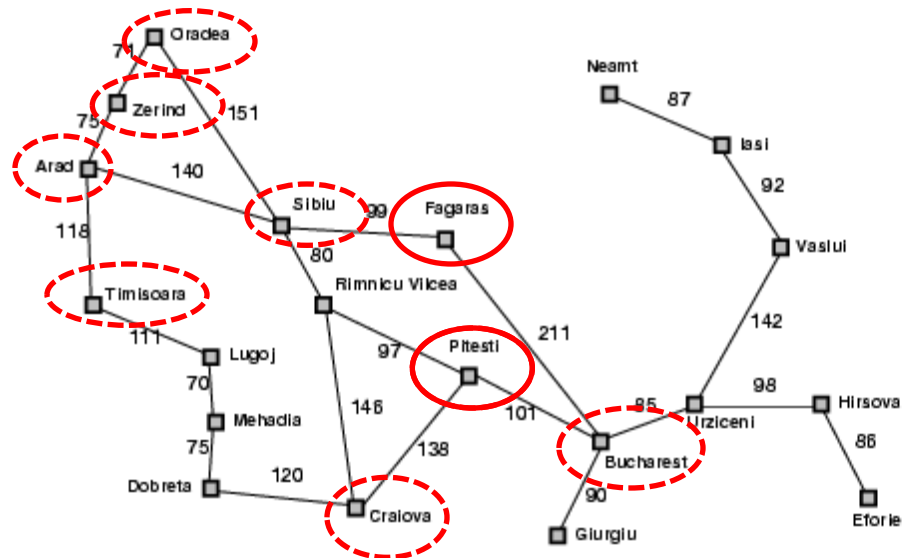 Oradea
71
Neamt
Zerind
87
151
75
Iasi
Arad
140
92
Sibiu
Fagaras
99
118
80
Vaslui
Rimnicu Vilcea
Timisoara
142
111
211
Lugoj
97
Pitesti
70
98
Hirsova
146
101
85
Urziceni
Mehadia
75
138
86
Bucharest
120
Dobreta
90
Craiova
Eforie
Giurgiu